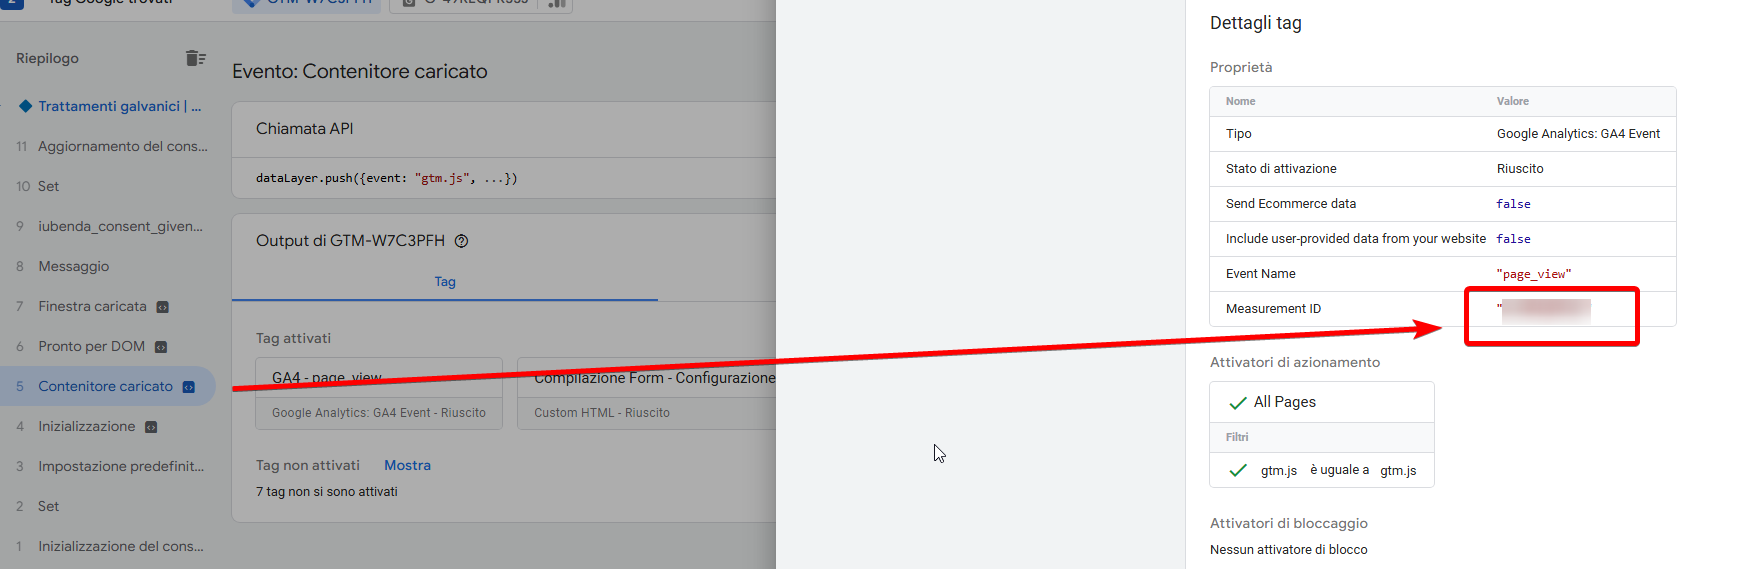 Tag Google trovati
Riepilogo
Trattamenti galvanici | ...
11 Aggiornamento del cons...
10 Set
9 iubenda_consent_given...
8 Messaggio
7 Finestra caricata
6 Pronto per DOM
5 Contenitore caricato
4 Inizializzazione
3 Impostazione predefinit...
2 Set
1 Inizializzazione del cons...
Evento: Contenitore caricato
Chiamata API
dataLayer.push({event: "gtm.js", ...})
Output di GTM-W7C3PFH
Tag
Tag attivati
GA4 - page_view
Google Analytics: GA4 Event - Riuscito
Compilazione Form - Configurazione
Custom HTML - Riuscito
Tag non attivati Mostra
7 tag non si sono attivati
Dettagli tag
Proprietà
Nome Valore
Tipo Google Analytics: GA4 Event
Stato di attivazione Riuscito
Send Ecommerce data false
Include user-provided data from your website false
Event Name "page_view"
Measurement ID "
Attivatori di azionamento
All Pages
Filtri
gtm.js è uguale a gtm.js
Attivatori di bloccaggio
Nessun attivatore di blocco